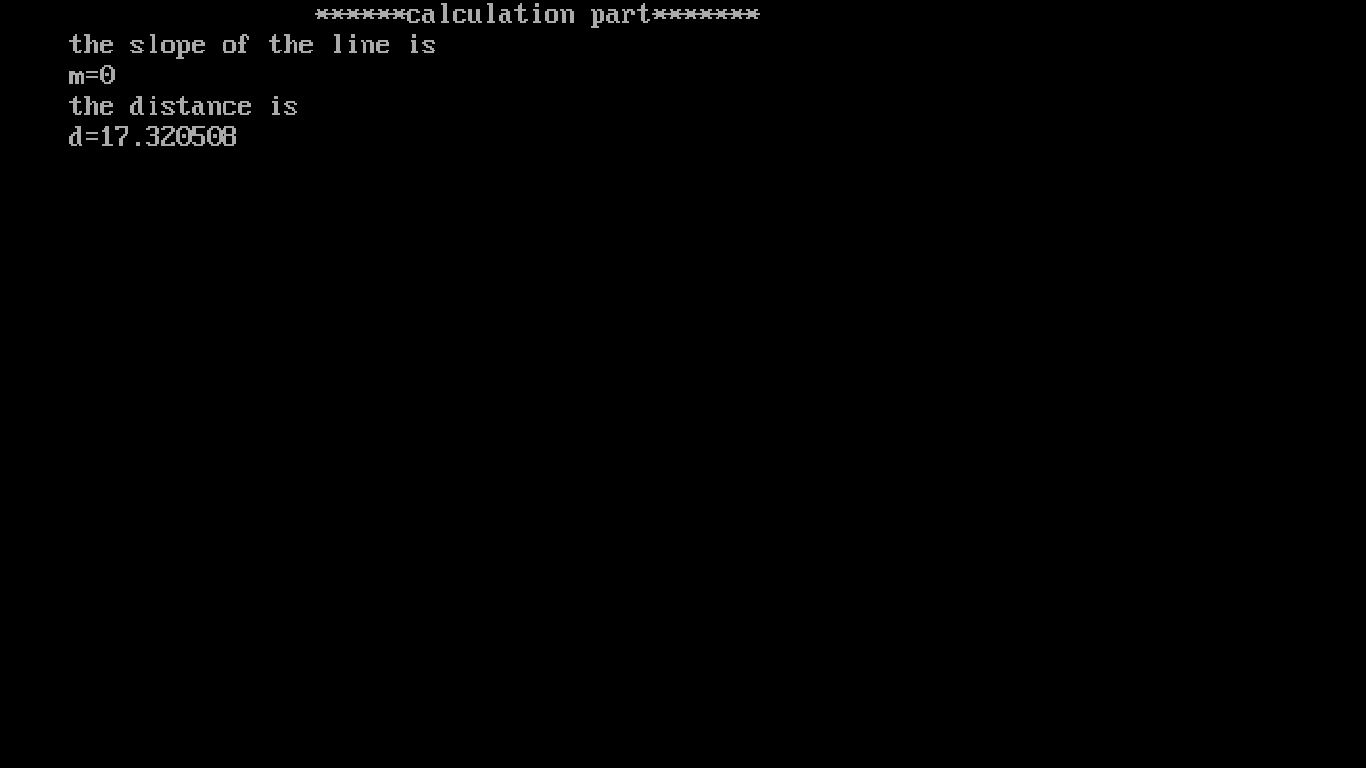 ******calculation part*******
the slope of the line is
m=0
the distance is
d=17.320508